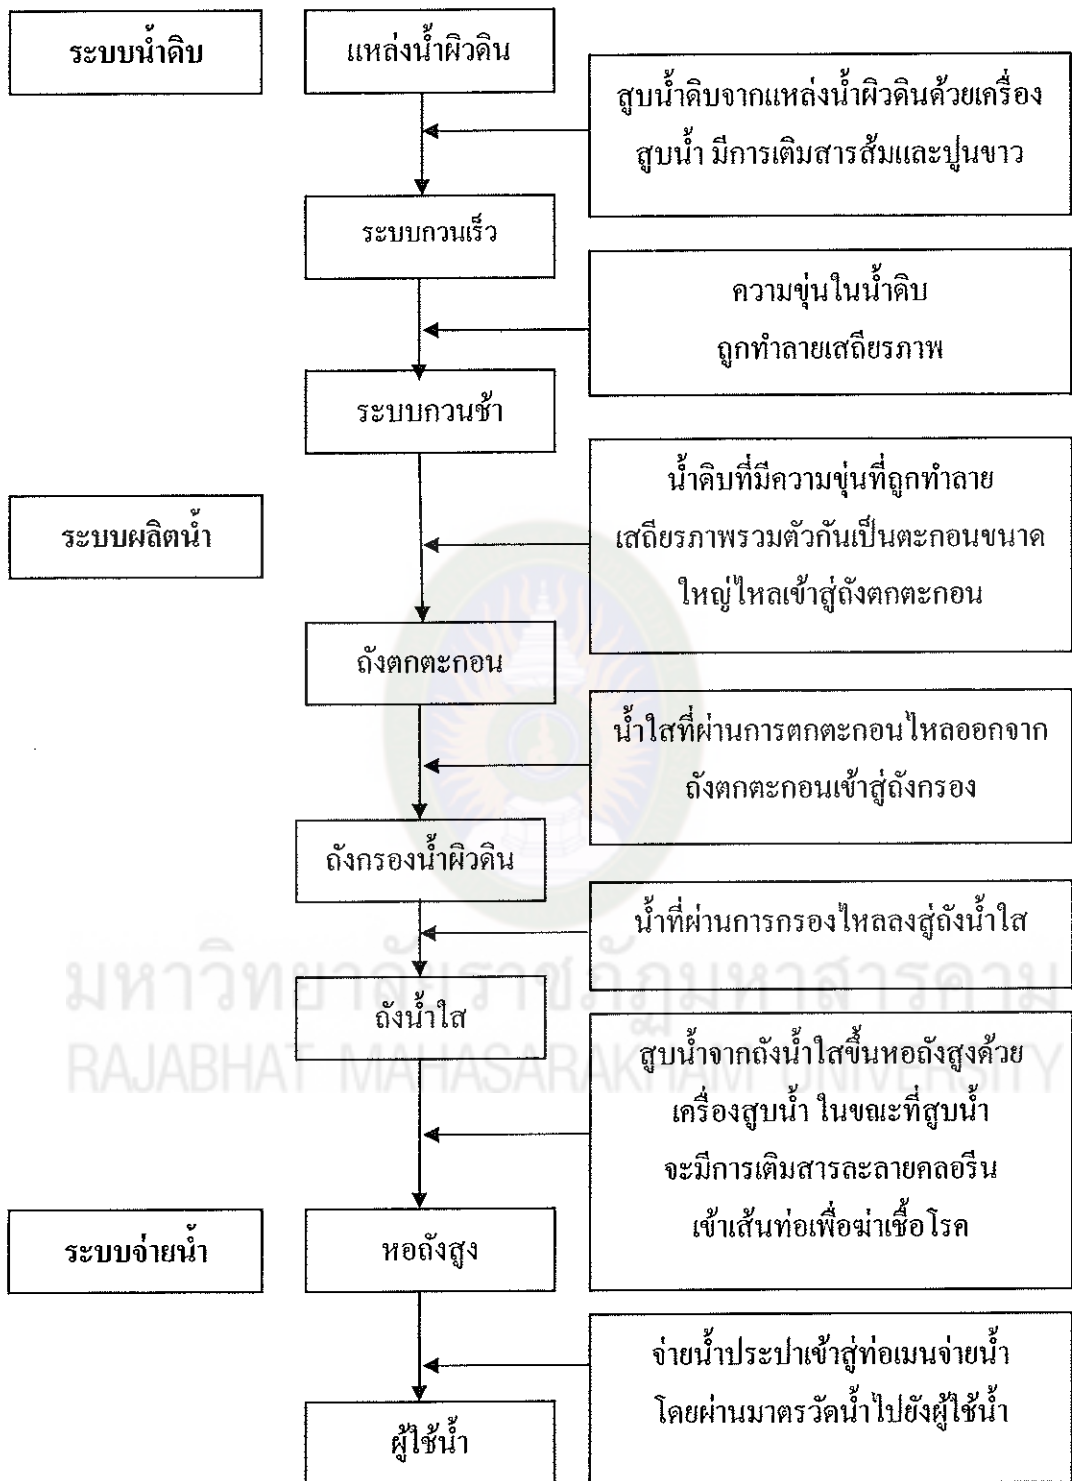 ระบบน้ำดิบ
แหล่งน้ำผิวดิน
สูบน้ำดิบจากแหล่งน้ำผิวดินด้วยเครื่อง
สูบน้ำ มีการเติมสารส้มและปูนขาว
ระบบกวนเร็ว
ความขุ่นในน้ำดิบ
ถูกทำลายเสถียรภาพ
ระบบกวนช้า
น้ำดิบที่มีความขุ่นที่ถูกทำลาย
เสถียรภาพรวมตัวกันเป็นตะกอนขนาด
ใหญ่ไหลเข้าสู่ถังตกตะกอน
ระบบผลิตน้ำ
ถังตกตะกอน
น้ำใสที่ผ่านการตกตะกอนไหลออกจาก
ถังตกตะกอนเข้าสู่ถังกรอง
ถังกรองน้ำผิวดิน
น้ำที่ผ่านการกรองไหลลงสู่ถังน้ำใส
มหาวิทยาลัยราชภัฏมหาสารคาม
RAJABHAT MAHASARAKHAM UNIVERSITY
ถังน้ำใส
สูบน้ำจากถังน้ำใสขึ้นหอถังสูงด้วย
เครื่องสูบน้ำ ในขณะที่สูบน้ำ
จะมีการเติมสารละลายคลอรีน
เข้าเส้นท่อเพื่อฆ่าเชื้อโรค
ระบบจ่ายน้ำ
หอถังสูง
จ่ายน้ำประปาเข้าสู่ท่อเมนจ่ายน้ำ
โดยผ่านมาตรวัดน้ำไปยังผู้ใช้น้ำ
ผู้ใช้น้ำ